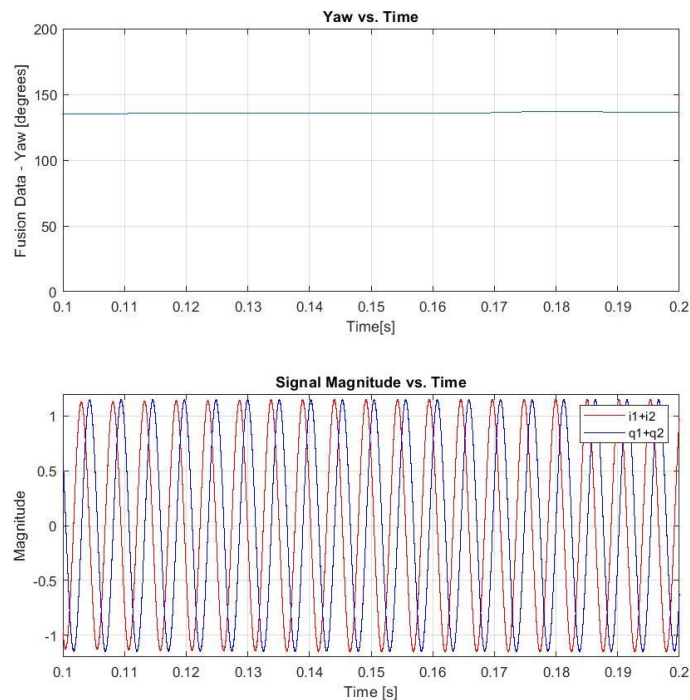 Yaw vs. Time
200
150
100
50
0
Fusion Data - Yaw [degrees]
0.1 0.11 0.12 0.13 0.14 0.15 0.16 0.17 0.18 0.19 0.2
Time[s]
Signal Magnitude vs. Time
1
0.5
0
-0.5
-1
Magnitude
i1+i2
q1+q2
0.1 0.11 0.12 0.13 0.14 0.15 0.16 0.17 0.18 0.19 0.2
Time [s]